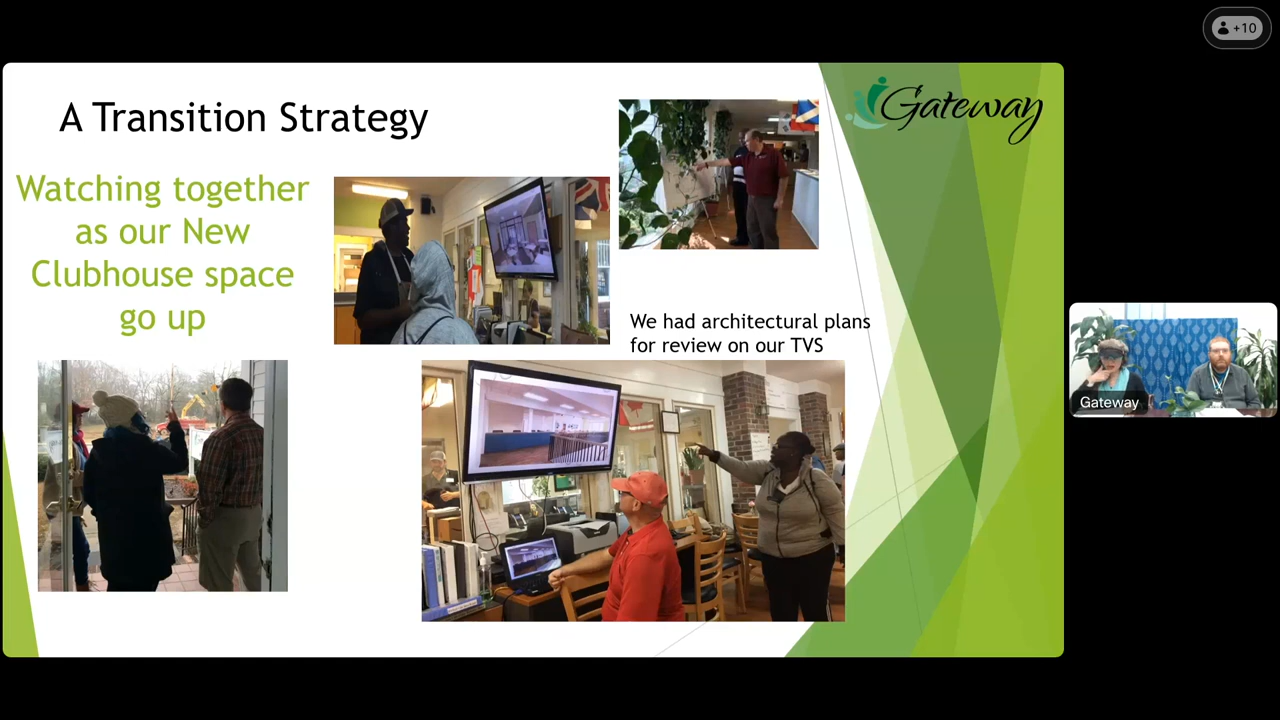 +10
A Transition Strategy
Gateway
Watching together
as our New
Clubhouse space
go up
We had architectural plans
for review on our TVS
Gateway